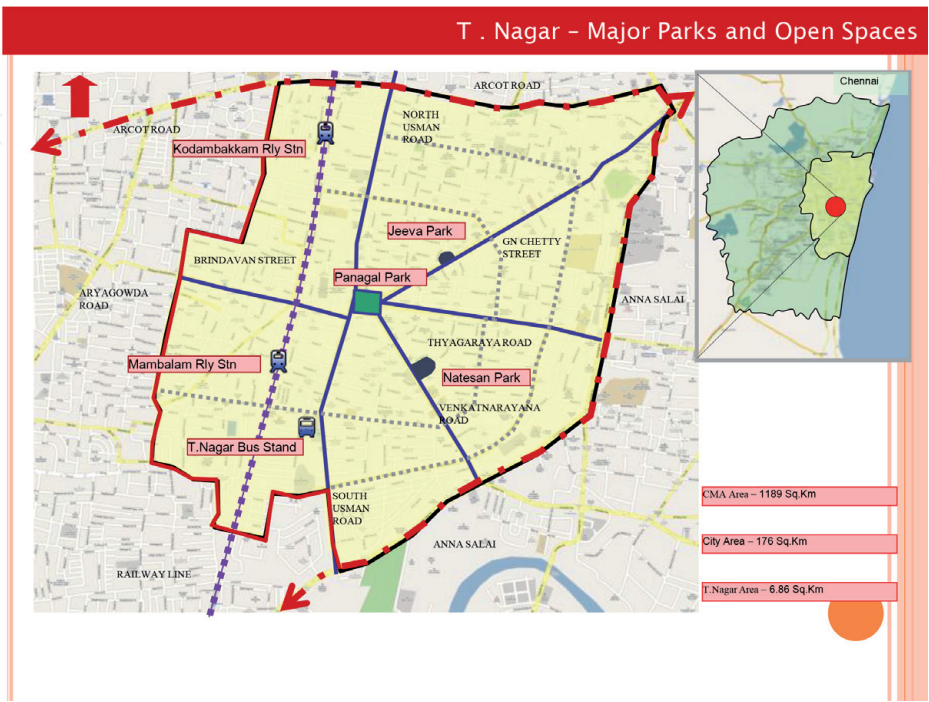 T . Nagar – Major Parks and Open Spaces
ARCOT ROAD
Chennai
NORTH
USMAN
ROAD
ARCOT ROAD
Kodambakkam Rly Stn
Jeeva Park
GN CHETTY
STREET
BRINDAVAN STREET
Panagal Park
ARYAGOWDA
ROAD
ANNA SALAI
THYAGARAYA ROAD
Mambalam Rly Stn
Natesan Park
VENKATNARAYANA
ROAD
T.Nagar Bus Stand
SOUTH
USMAN
ROAD
CMA Area – 1189 Sq.Km
ANNA SALAI
City Area – 176 Sq.Km
RAILWAY LINE
T.Nagar Area – 6.86 Sq.Km